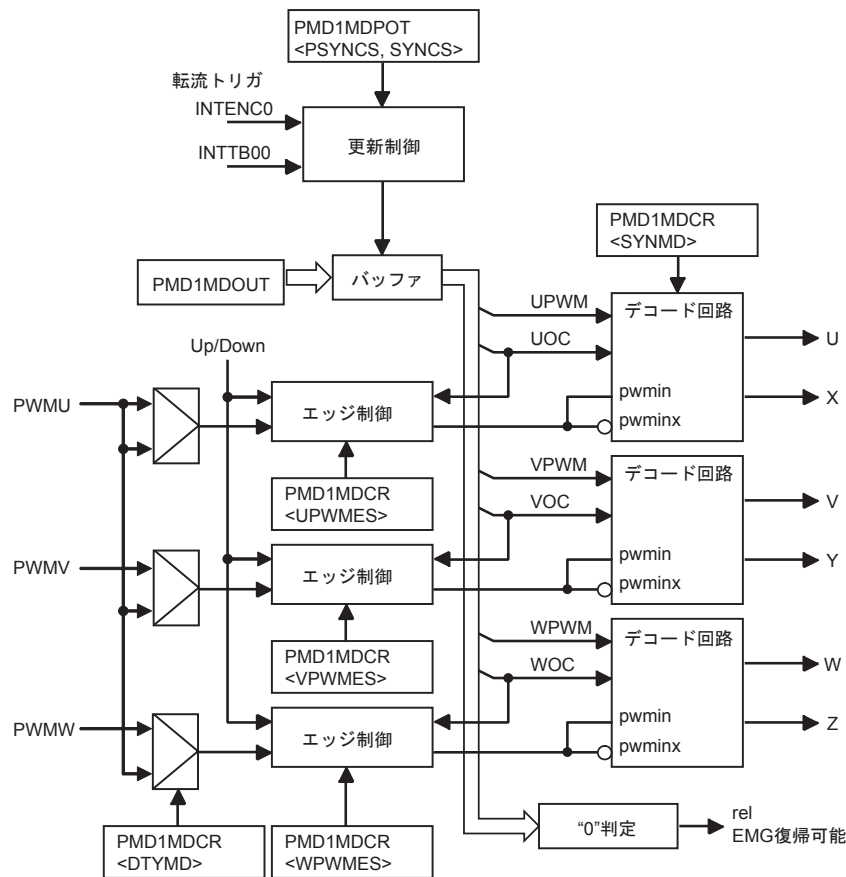 PMD1MDPOT
<PSYNCS, SYNCS>
転流トリガ
INTENC0
INTTB00
更新制御
PMD1MDCR
<SYNMD>
PMD1MDOUT
バッファ
UPWM
デコード回路
Up/Down
UOC
U
PWMU
エッジ制御
pwmin
X
pwminx
PMD1MDCR
<UPWMES>
VPWM
デコード回路
VOC
V
PWMV
エッジ制御
pwmin
Y
pwminx
PMD1MDCR
<VPWMES>
WPWM
デコード回路
WOC
W
PWMW
エッジ制御
pwmin
Z
pwminx
PMD1MDCR
<DTYMD>
PMD1MDCR
<WPWMES>
“0”判定
rel
EMG復帰可能